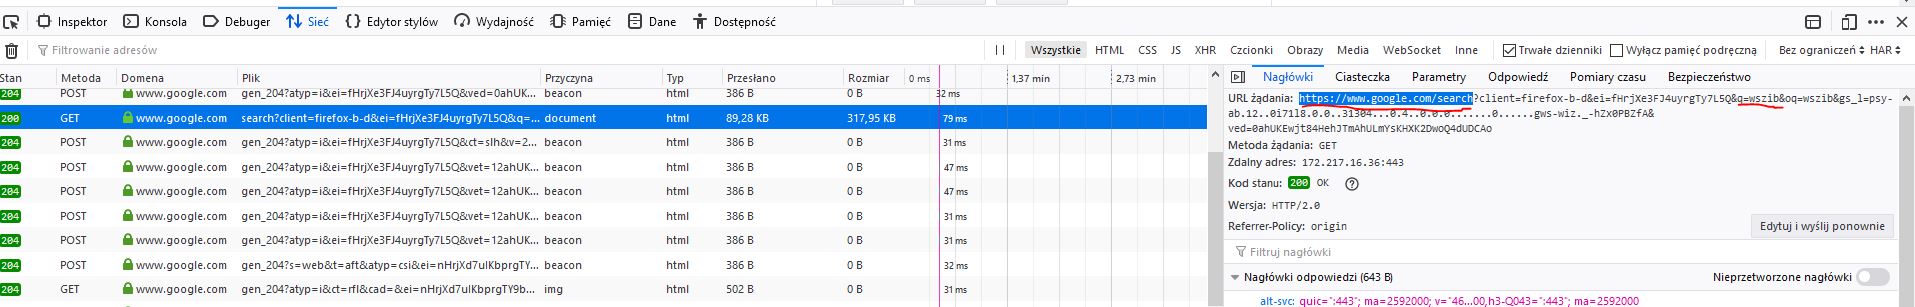 Inspektor Konsola Debuger Sieć Edytor stylów Wydajność Pamięć Dane Dostępność
Filtrowanie adresów Wszystkie HTML CSS JS XHR Czcionki Obrazy Media WebSocket Inne Trwałe dzienniki Wyłącz pamięć podręczną Bez ograniczeń HAR
Stan Metoda Domena Plik Przyczyna Typ Przesłano Rozmiar 0 ms 1,37 min 2,73 min
204 POST www.google.com gen_204?atyp=i&ei=fHrjXe3FJ4uyrgTy7L5Q&ved=0ahUK... beacon html 386 B 0 B 32 ms
200 GET www.google.com search?client=firefox-b-d&ei=fHrjXe3FJ4uyrgTy7L5Q&q=... document html 89,28 KB 317,95 KB 79 ms
204 POST www.google.com gen_204?atyp=i&ei=fHrjXe3FJ4uyrgTy7L5Q&ct=slh&v=2... beacon html 386 B 0 B 31 ms
204 POST www.google.com gen_204?atyp=i&ei=fHrjXe3FJ4uyrgTy7L5Q&vet=12ahUK... beacon html 386 B 0 B 47 ms
204 POST www.google.com gen_204?atyp=i&ei=fHrjXe3FJ4uyrgTy7L5Q&vet=12ahUK... beacon html 386 B 0 B 47 ms
204 POST www.google.com gen_204?atyp=i&ei=fHrjXe3FJ4uyrgTy7L5Q&vet=12ahUK... beacon html 386 B 0 B 31 ms
204 POST www.google.com gen_204?atyp=i&ei=fHrjXe3FJ4uyrgTy7L5Q&vet=12ahUK... beacon html 386 B 0 B 31 ms
204 POST www.google.com gen_204?s=web&t=aft&atyp=csi&ei=nHrjXd7uIKbprgTY... beacon html 386 B 0 B 32 ms
204 GET www.google.com gen_204?atyp=i&ct=rfl&cad=&ei=nHrjXd7uIKbprgTY9b... img html 502 B 0 B 31 ms
Nagłówki Ciasteczka Parametry Odpowiedź Pomiary czasu Bezpieczeństwo
URL żądania: https://www.google.com/search?client=firefox-b-d&ei=fHrjXe3FJ4uyrgTy7L5Q&q=wszib&oq=wszib&gs_l=psy-
ab.12..0i71l8.0.0..31304...0.4..0.0.0.......0......gws-wiz._-hZx0PBZfA&
ved=0ahUKEwjt84HehJTmAhULmYsKHXK2DwoQ4dUDCAo
Metoda żądania: GET
Zdalny adres: 172.217.16.36:443
Kod stanu: 200 OK
Wersja: HTTP/2.0
Referrer-Policy: origin Edytuj i wyślij ponownie
Filtruj nagłówki
Nagłówki odpowiedzi (643 B) Nieprzetworzone nagłówki
alt-svc: quic=":443"; ma=2592000; v="46...00,h3-Q043=":443"; ma=2592000